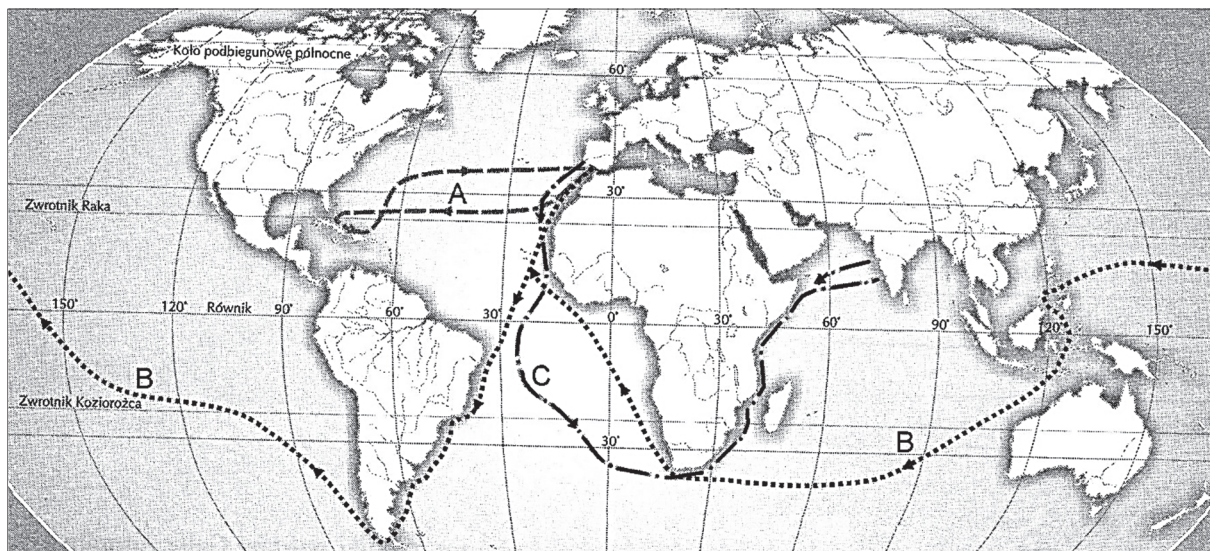 Koło podbiegunowe północne
60°
A
30°
Zwrotnik Raka
150°
120°
Równik
90°
60°
30°
0°
30°
60°
90°
120°
150°
B
C
Zwrotnik Koziorożca
30°
B